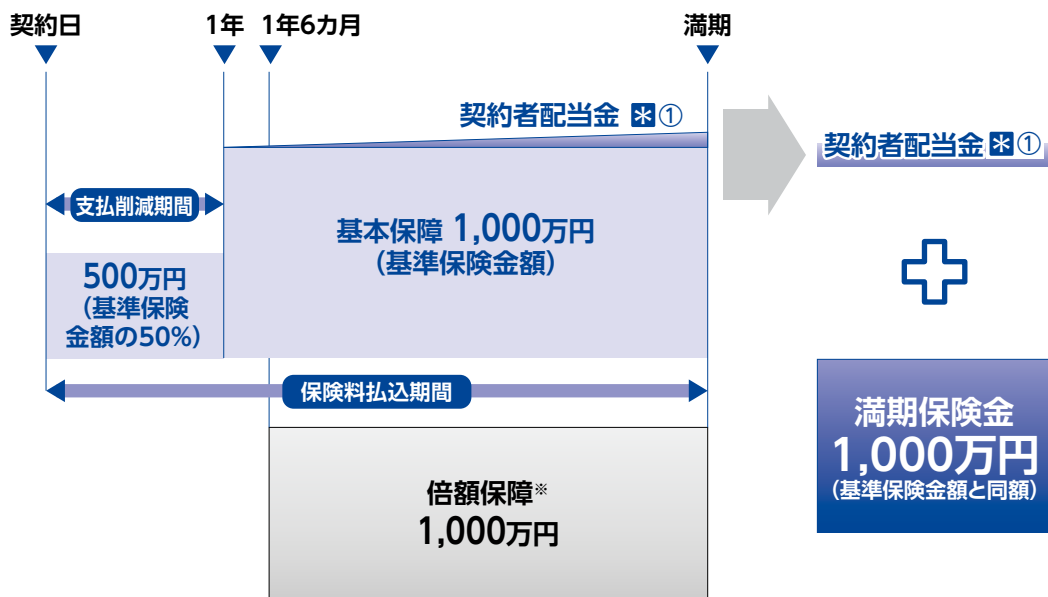 契約日
1年
1年6カ月
満期
契約者配当金 *①
支払削減期間
500万円
(基準保険
金額の50%)
基本保障 1,000万円
(基準保険金額)
保険料払込期間
倍額保障※
1,000万円
契約者配当金*①
満期保険金
1,000万円
(基準保険金額と同額)